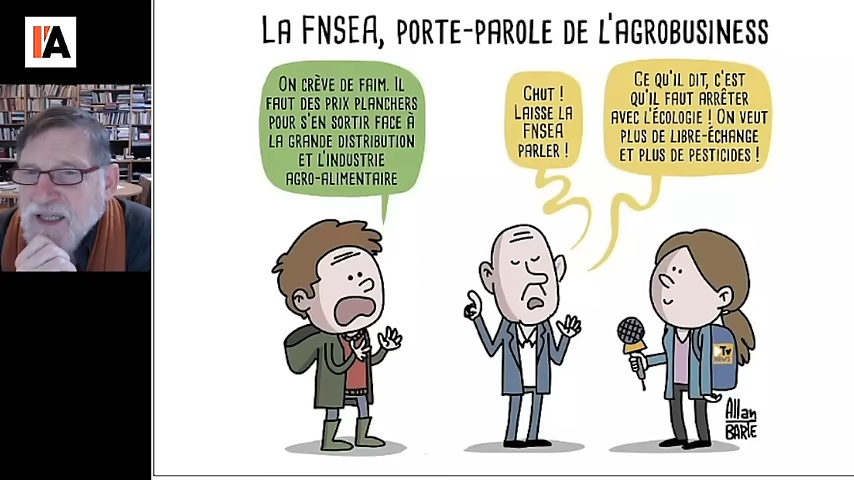 I'A
LA FNSEA, PORTE-PAROLE DE L'AGROBUSINESS
ON CRÈVE DE FAIM. IL
FAUT DES PRIX PLANCHERS
POUR S'EN SORTIR FACE À
LA GRANDE DISTRIBUTION
ET L'INDUSTRIE
AGRO-ALIMENTAIRE
CHUT !
LAISSE LA
FNSEA
PARLER !
CE QU'IL DIT, C'EST
QU'IL FAUT ARRÊTER
AVEC L'ÉCOLOGIE ! ON VEUT
PLUS DE LIBRE-ÉCHANGE
ET PLUS DE PESTICIDES !
TV
NEWS
Allan
BARTE